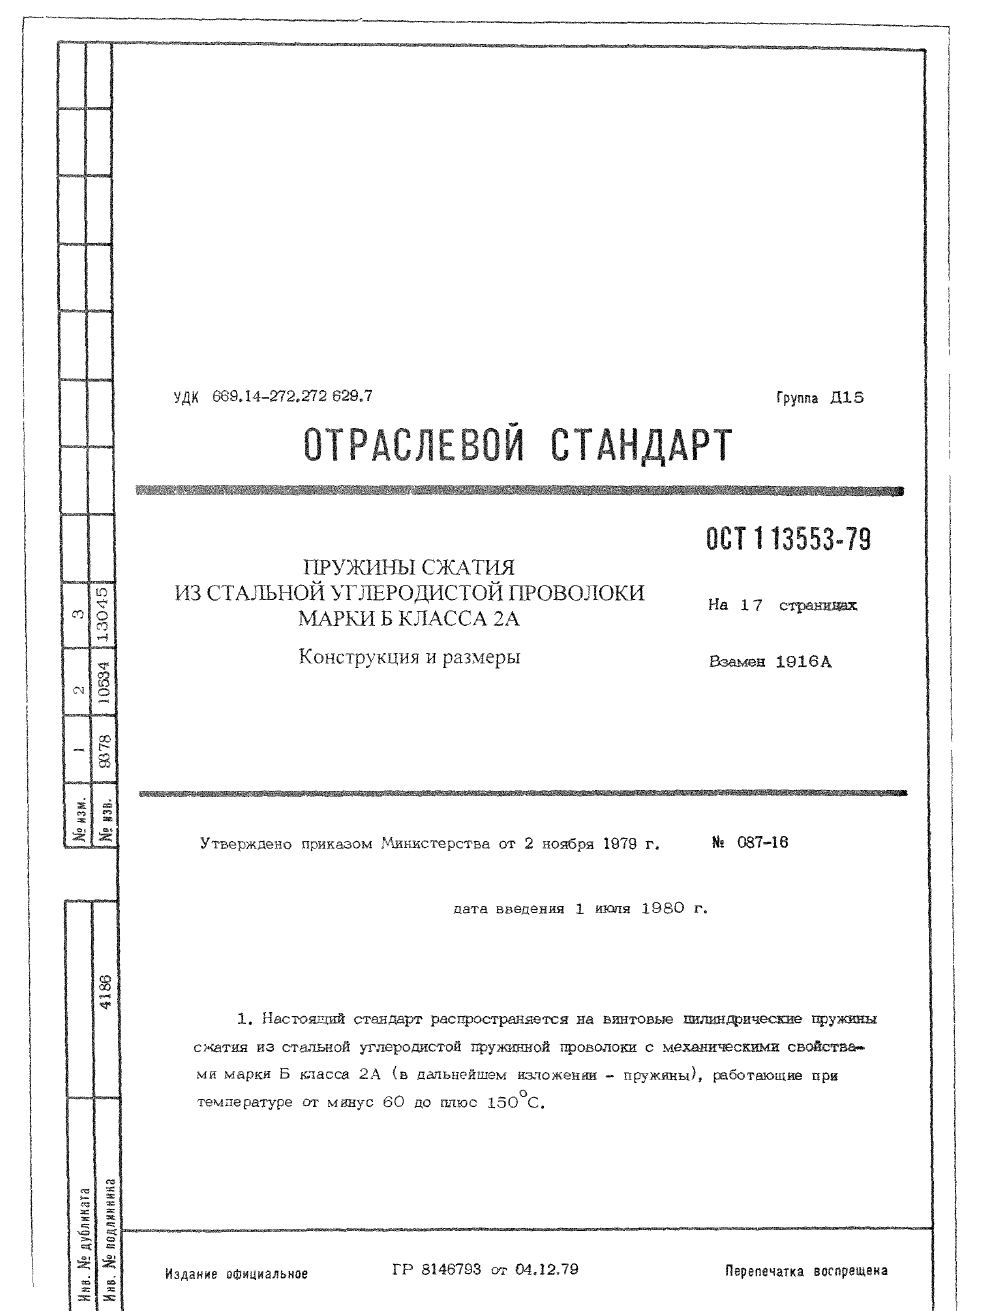 УДК 669.14-272.272 629.7
Группа Д15
ОТРАСЛЕВОЙ СТАНДАРТ
ПРУЖИНЫ СЖАТИЯ
ИЗ СТАЛЬНОЙ УГЛЕРОДИСТОЙ ПРОВОЛОКИ
МАРКИ Б КЛАССА 2А
Конструкция и размеры
ОСТ 1 13553-79
На 17 страницах
Взамен 1916А
Утверждено приказом Министерства от 2 ноября 1979 г. № 087-16
дата введения 1 июля 1980 г.
1. Настоящий стандарт распространяется на винтовые цилиндрические пружины
сжатия из стальной углеродистой пружинной проволоки с механическими свойства-
ми марки Б класса 2А (в дальнейшем изложении - пружины), работающие при
температуре от минус 60 до плюс 150°С.
№ изм. 1 2 3
№ изв. 9378 10534 13045
Инв. № дубликата
Инв. № подлинника 4186
Издание официальное
ГР 8146793 от 04.12.79
Перепечатка воспрещена